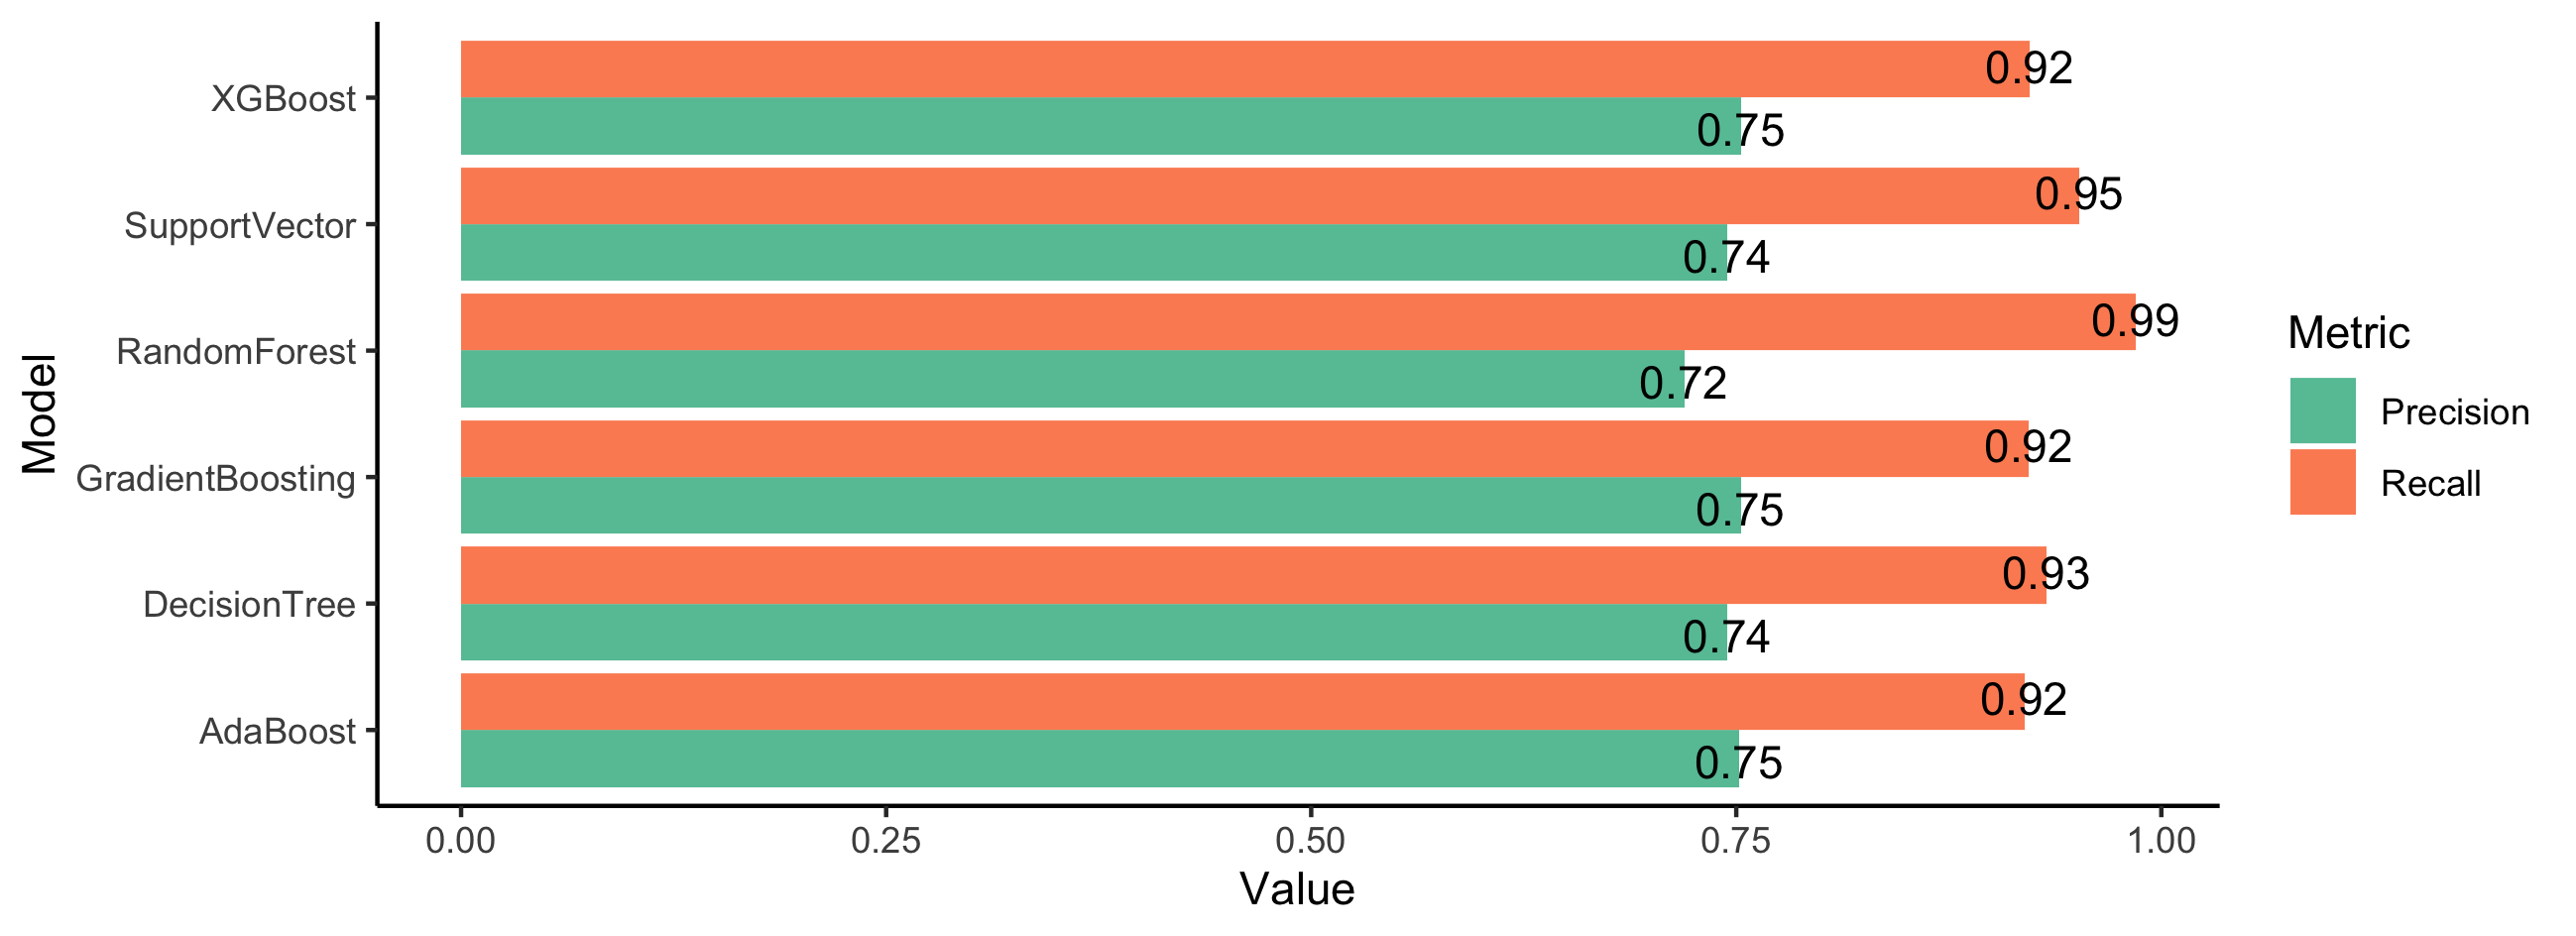 XGBoost
0.92
0.75
SupportVector
0.95
0.74
RandomForest
0.99
0.72
GradientBoosting
0.92
0.75
DecisionTree
0.93
0.74
AdaBoost
0.92
0.75
Model
0.00 0.25 0.50 0.75 1.00
Value
Metric
Precision
Recall